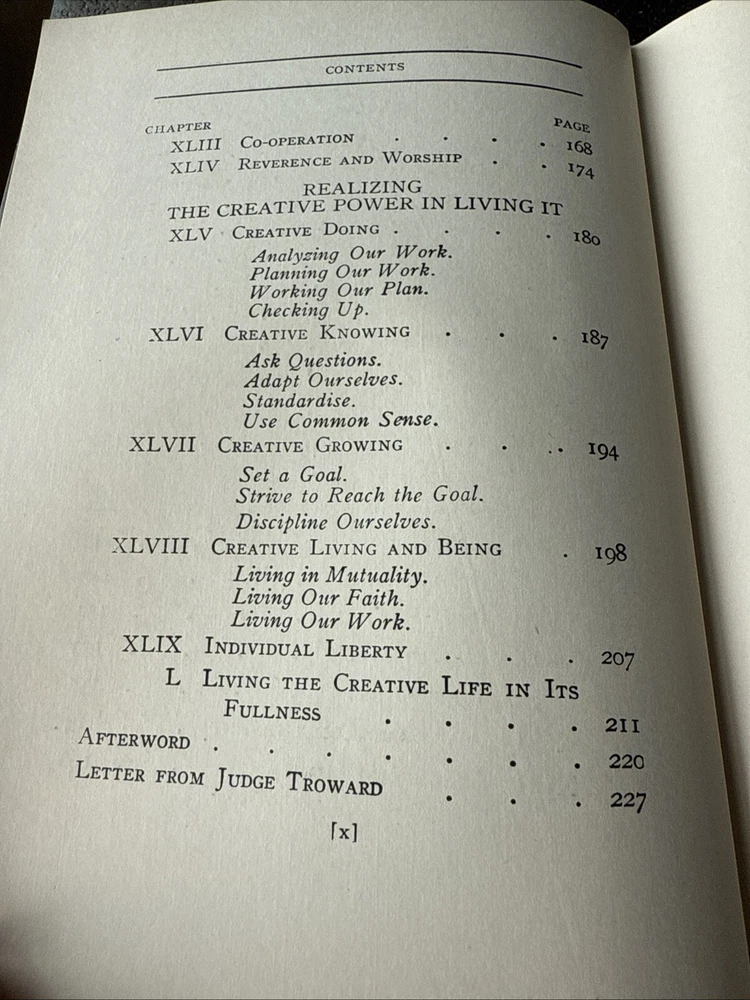 CONTENTS
CHAPTER PAGE
XLIII CO-OPERATION . . . . 168
XLIV REVERENCE AND WORSHIP . . 174
REALIZING
THE CREATIVE POWER IN LIVING IT
XLV CREATIVE DOING . . . . 180
Analyzing Our Work.
Planning Our Work.
Working Our Plan.
Checking Up.
XLVI CREATIVE KNOWING . . . 187
Ask Questions.
Adapt Ourselves.
Standardise.
Use Common Sense.
XLVII CREATIVE GROWING . . . . 194
Set a Goal.
Strive to Reach the Goal.
Discipline Ourselves.
XLVIII CREATIVE LIVING AND BEING . 198
Living in Mutuality.
Living Our Faith.
Living Our Work.
XLIX INDIVIDUAL LIBERTY . . . 207
L LIVING THE CREATIVE LIFE IN ITS
FULLNESS . . . . 211
AFTERWORD . . . . . . . 220
LETTER FROM JUDGE TROWARD . . . 227
[x]